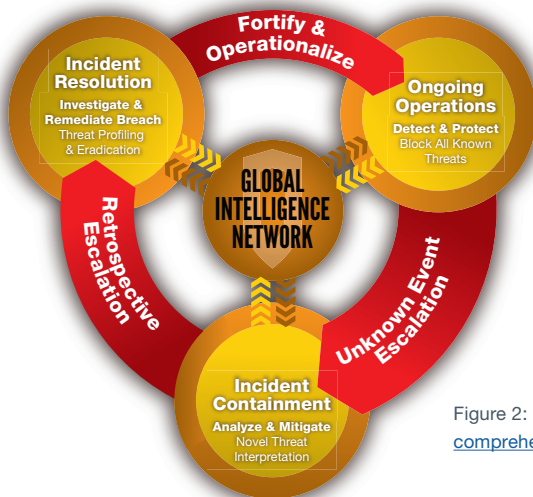 Fortify &
Operationalize
Incident
Resolution
Investigate &
Remediate Breach
Threat Profiling
& Eradication
Ongoing
Operations
Detect & Protect
Block All Known
Threats
GLOBAL
INTELLIGENCE
NETWORK
Retrospective
Escalation
Unknown Event
Escalation
Incident
Containment
Analyze & Mitigate
Novel Threat
Interpretation
Figure 2: